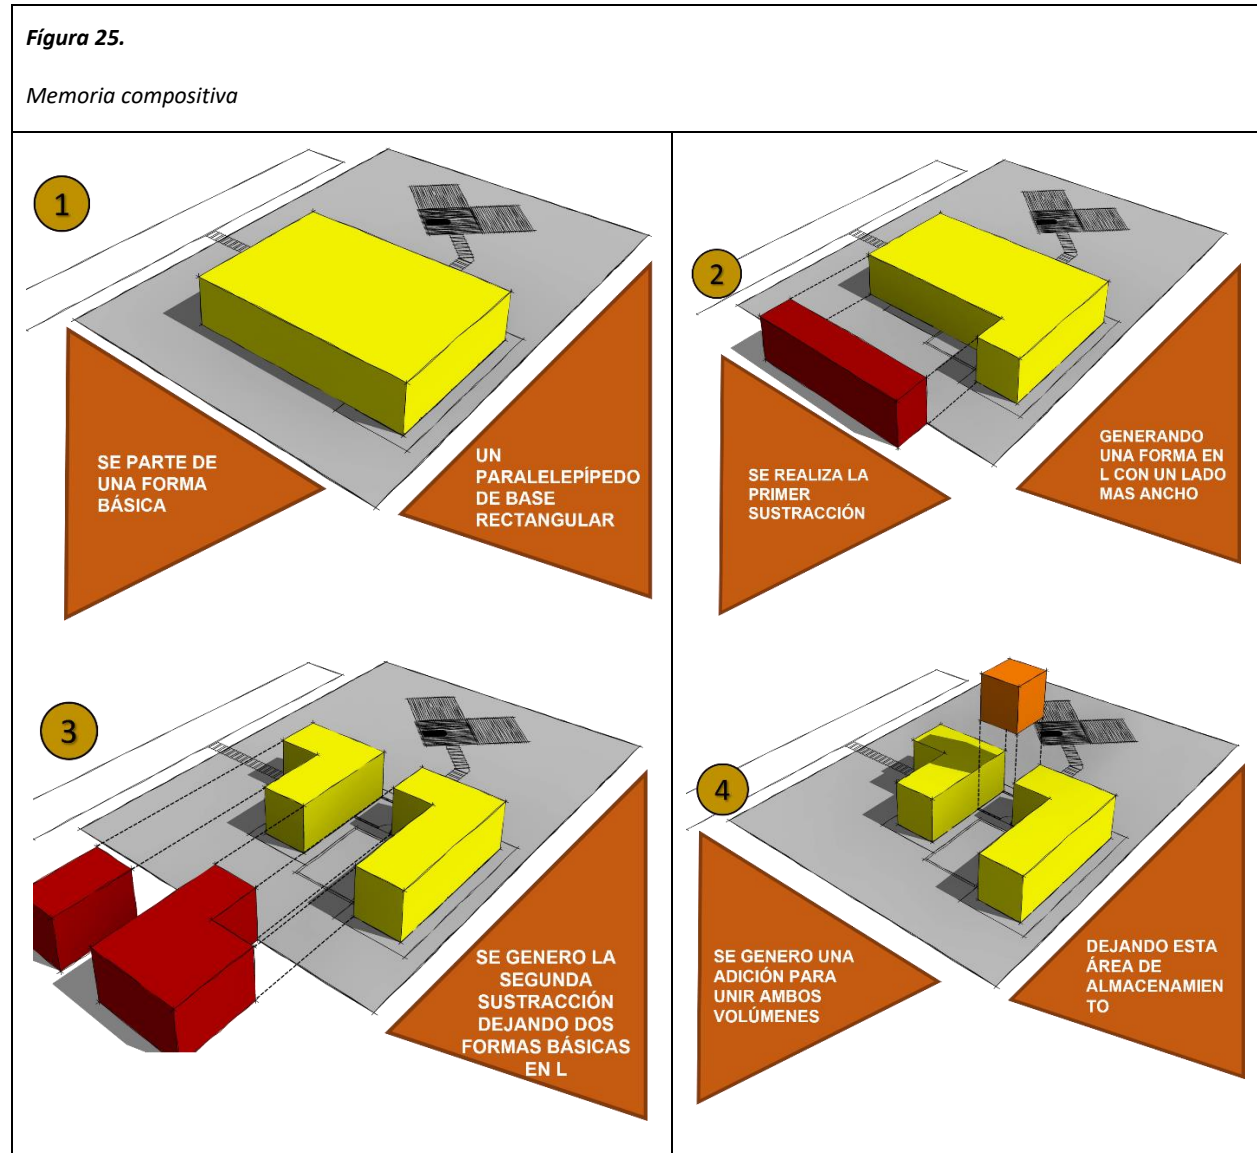 Fígura 25.
Memoria compositiva
1
SE PARTE DE
UNA FORMA
BÁSICA
UN
PARALELEPÍPEDO
DE BASE
RECTANGULAR
2
SE REALIZA LA
PRIMER
SUSTRACCIÓN
GENERANDO
UNA FORMA EN
L CON UN LADO
MAS ANCHO
3
SE GENERO LA
SEGUNDA
SUSTRACCIÓN
DEJANDO DOS
FORMAS BÁSICAS
EN L
4
SE GENERO UNA
ADICIÓN PARA
UNIR AMBOS
VOLÚMENES
DEJANDO ESTA
ÁREA DE
ALMACENAMIEN
TO